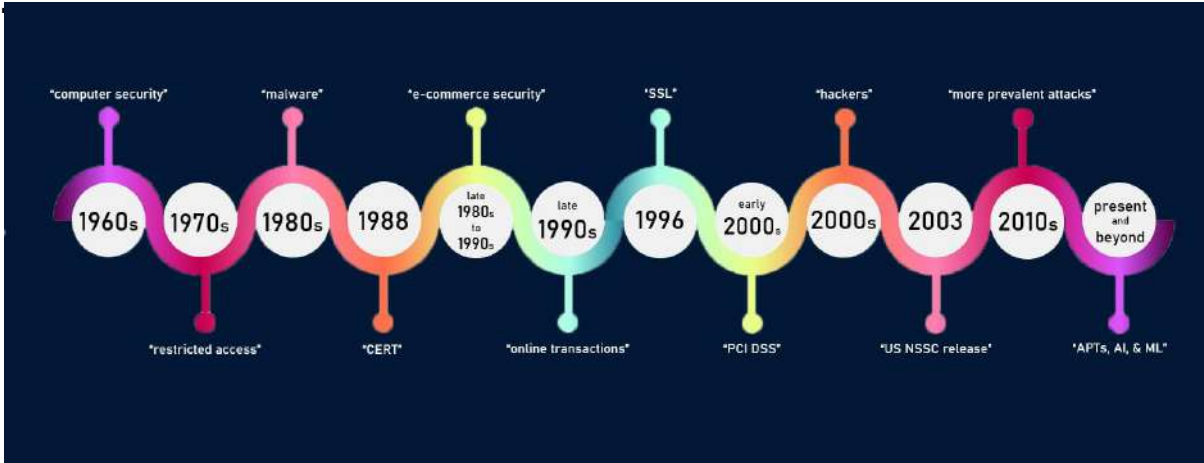 "computer security"
"malware"
"e-commerce security"
"SSL"
"hackers"
"more prevalent attacks"
1960s
1970s
1980s
1988
late
1980s
to
1990s
late
1990s
1996
early
2000s
2000s
2003
2010s
present
and
beyond
"restricted access"
"CERT"
"online transactions"
"PCI DSS"
"US NSSC release"
"APTs, AI, & ML"